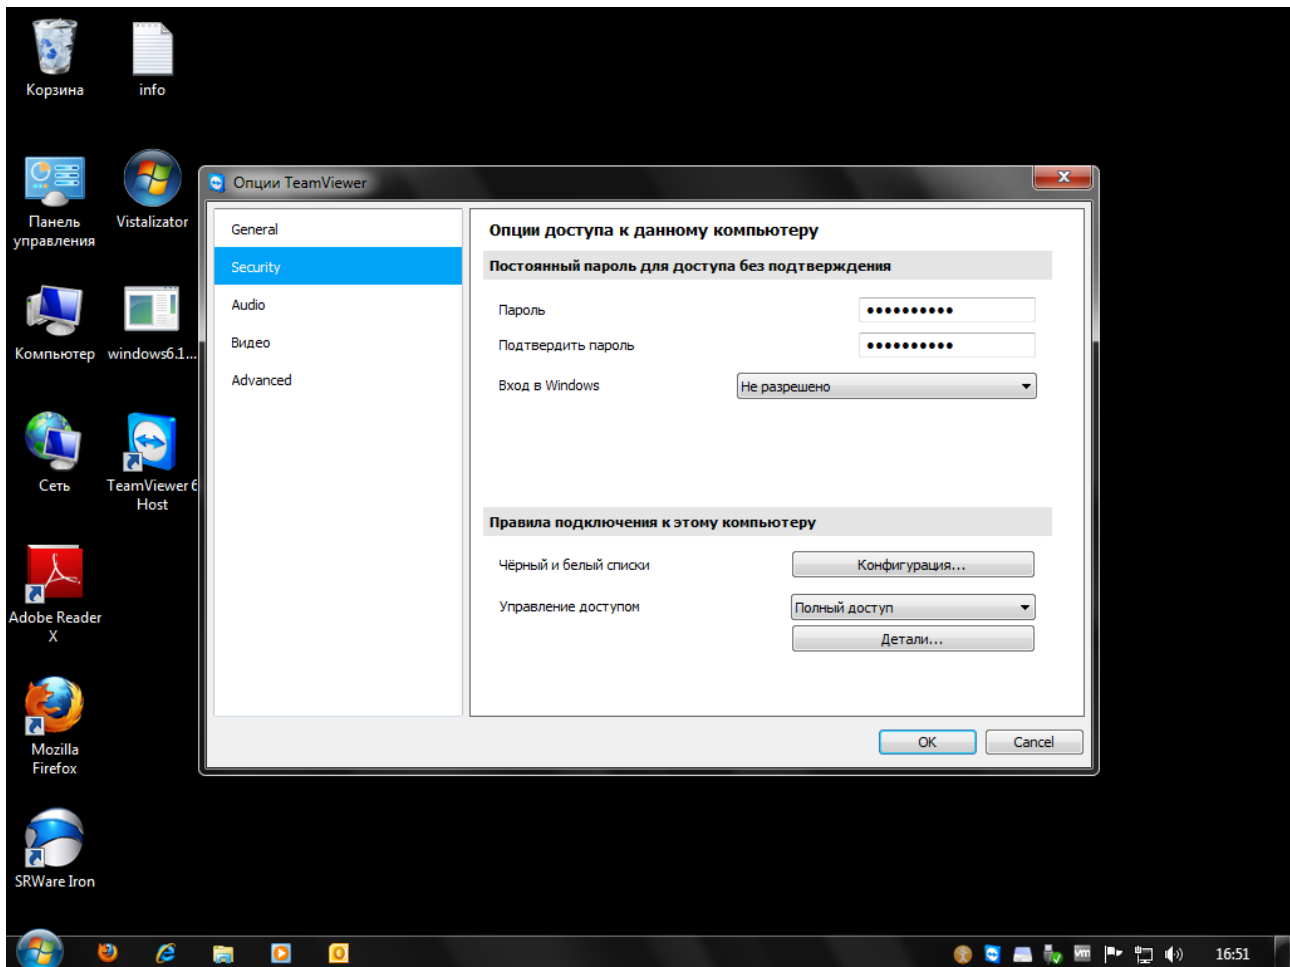 Корзина
info
Панель
управления
Vistalizator
Компьютер
windows6.1...
Сеть
TeamViewer 6
Host
Adobe Reader
X
Mozilla
Firefox
SRWare Iron
Опции TeamViewer
General
Security
Audio
Видео
Advanced
Опции доступа к данному компьютеру
Постоянный пароль для доступа без подтверждения
Пароль ••••••••••
Подтвердить пароль ••••••••••
Вход в Windows Не разрешено
Правила подключения к этому компьютеру
Чёрный и белый списки Конфигурация...
Управление доступом Полный доступ
Детали...
OK Cancel
vm
16:51